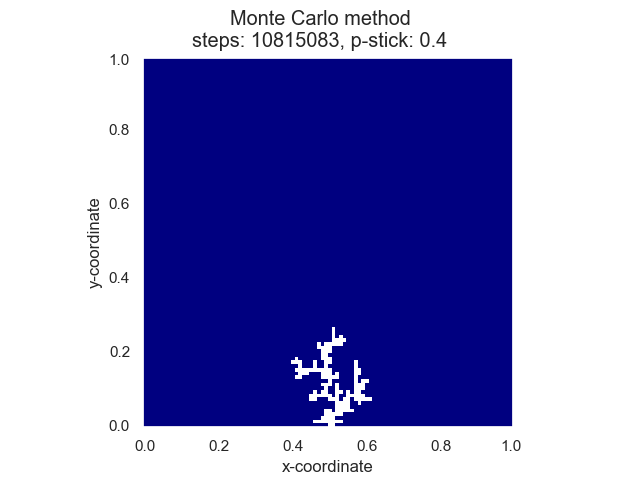 Monte Carlo method
steps: 10815083, p-stick: 0.4
1.0
0.8
0.6
0.4
0.2
0.0
y-coordinate
0.0 0.2 0.4 0.6 0.8 1.0
x-coordinate